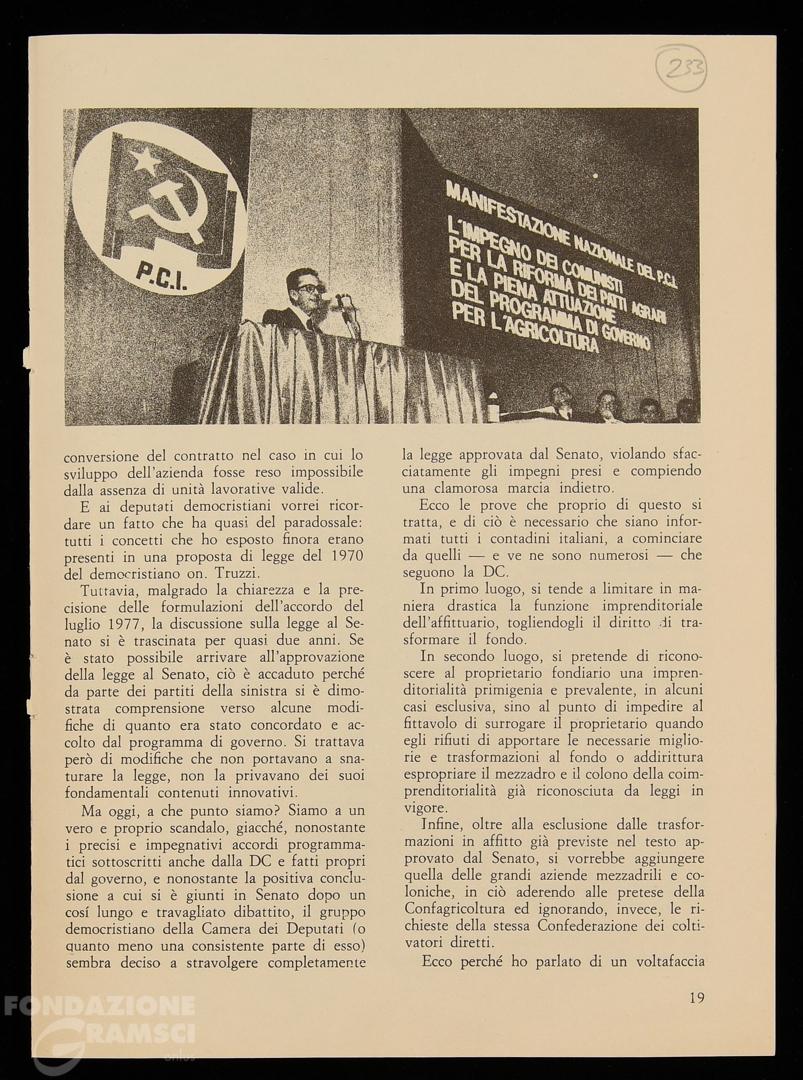 233
P.C.I.
MANIFESTAZIONE NAZIONALE DEL P.C.I.
L'IMPEGNO DEI COMUNISTI
PER LA RIFORMA DEI PATTI AGRARI
E LA PIENA ATTUAZIONE
DEL PROGRAMMA DI GOVERNO
PER L'AGRICOLTURA
conversione del contratto nel caso in cui lo
sviluppo dell'azienda fosse reso impossibile
dalla assenza di unità lavorative valide.
E ai deputati democristiani vorrei ricor-
dare un fatto che ha quasi del paradossale:
tutti i concetti che ho esposto finora erano
presenti in una proposta di legge del 1970
del democristiano on. Truzzi.
Tuttavia, malgrado la chiarezza e la pre-
cisione delle formulazioni dell'accordo del
luglio 1977, la discussione sulla legge al Se-
nato si è trascinata per quasi due anni. Se
è stato possibile arrivare all'approvazione
della legge al Senato, ciò è accaduto perché
da parte dei partiti della sinistra si è dimo-
strata comprensione verso alcune modi-
fiche di quanto era stato concordato e ac-
colto dal programma di governo. Si trattava
però di modifiche che non portavano a sna-
turare la legge, non la privavano dei suoi
fondamentali contenuti innovativi.
Ma oggi, a che punto siamo? Siamo a un
vero e proprio scandalo, giacché, nonostante
i precisi e impegnativi accordi programma-
tici sottoscritti anche dalla DC e fatti propri
dal governo, e nonostante la positiva conclu-
sione a cui si è giunti in Senato dopo un
cosí lungo e travagliato dibattito, il gruppo
democristiano della Camera dei Deputati (o
quanto meno una consistente parte di esso)
sembra deciso a stravolgere completamente
la legge approvata dal Senato, violando sfac-
ciatamente gli impegni presi e compiendo
una clamorosa marcia indietro.
Ecco le prove che proprio di questo si
tratta, e di ciò è necessario che siano infor-
mati tutti i contadini italiani, a cominciare
da quelli — e ve ne sono numerosi — che
seguono la DC.
In primo luogo, si tende a limitare in ma-
niera drastica la funzione imprenditoriale
dell'affittuario, togliendogli il diritto di tra-
sformare il fondo.
In secondo luogo, si pretende di ricono-
scere al proprietario fondiario una impren-
ditorialità primigenia e prevalente, in alcuni
casi esclusiva, sino al punto di impedire al
fittavolo di surrogare il proprietario quando
egli rifiuti di apportare le necessarie miglio-
rie e trasformazioni al fondo o addirittura
espropriare il mezzadro e il colono della coim-
prenditorialità già riconosciuta da leggi in
vigore.
Infine, oltre alla esclusione dalle trasfor-
mazioni in affitto già previste nel testo ap-
provato dal Senato, si vorrebbe aggiungere
quella delle grandi aziende mezzadrili e co-
loniche, in ciò aderendo alle pretese della
Confagricoltura ed ignorando, invece, le ri-
chieste della stessa Confederazione dei colti-
vatori diretti.
Ecco perché ho parlato di un voltafaccia
19
FONDAZIONE
GRAMSCI
onlus